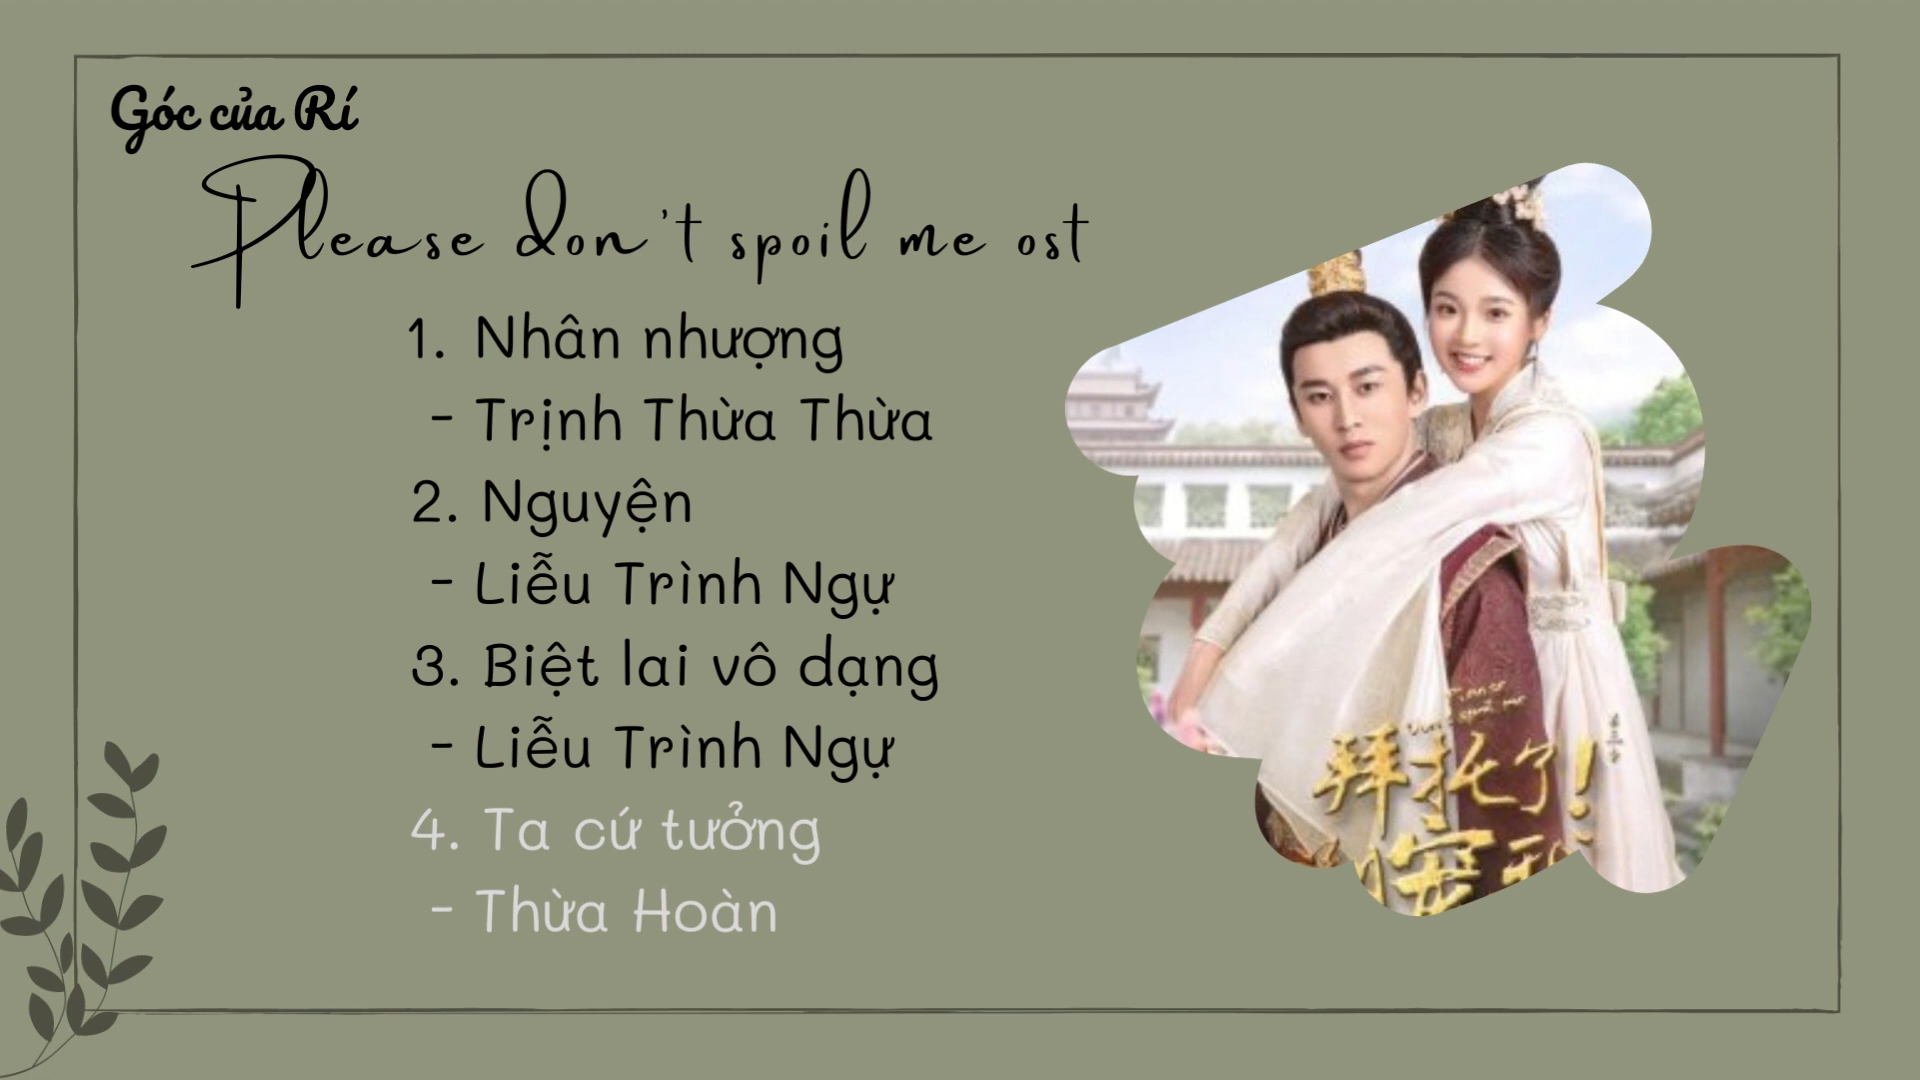 Góc của Rí
Please don't spoil me ost
1. Nhân nhượng
- Trịnh Thừa Thừa
2. Nguyện
- Liễu Trình Ngự
3. Biệt lai vô dạng
- Liễu Trình Ngự
4. Ta cứ tưởng
- Thừa Hoàn
拜托了!
宠